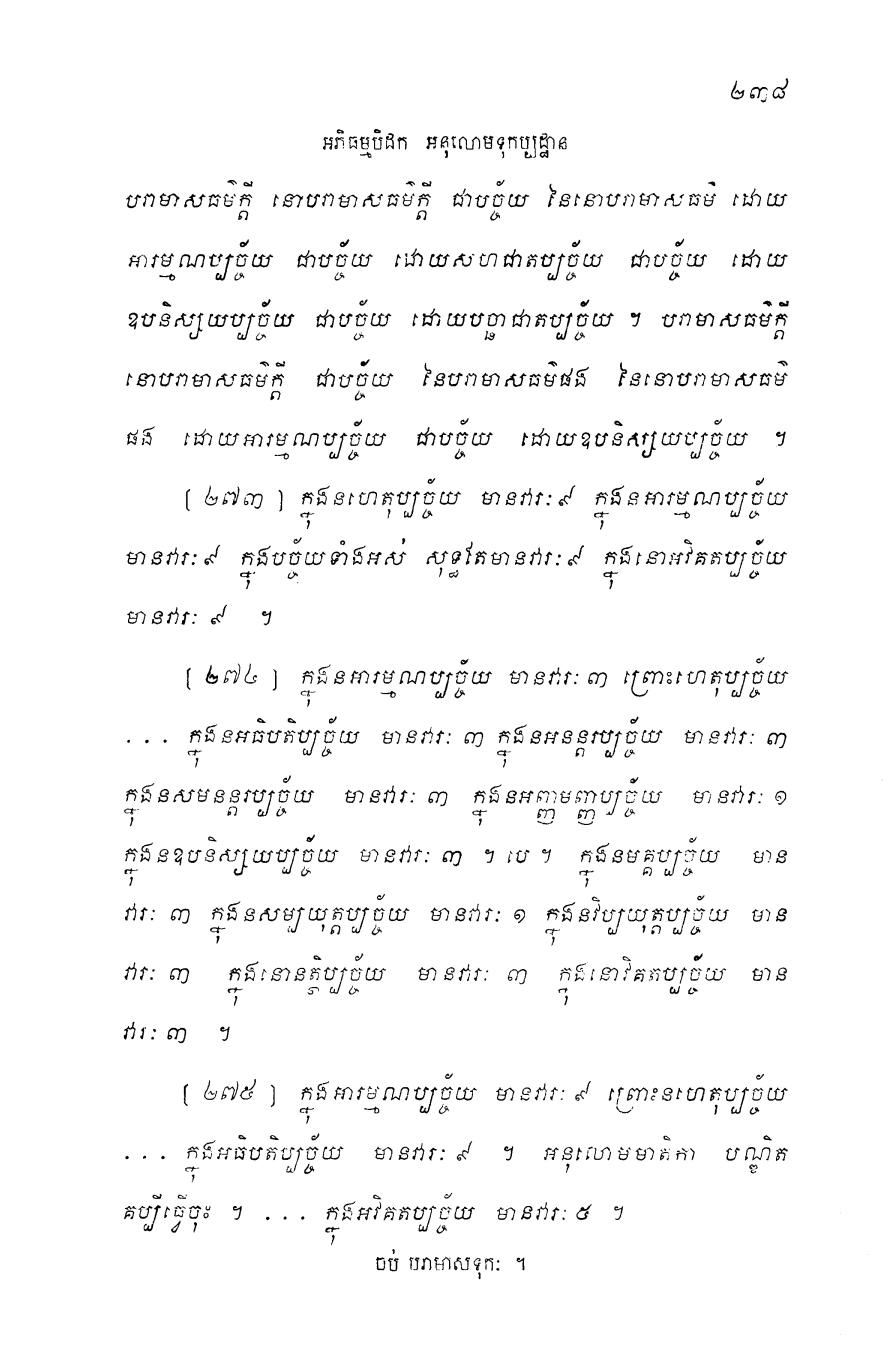 ២៣៨
អភិធម្មបិដក អនុលោមទុកប្បដ្ឋាន
បរាមាសធម៌ក្តី នោបរាមាសធម៌ក្តី ជាបច្ច័យ នៃនោបរាមាសធម៌ ដោយ
អារម្មណប្បច្ច័យ ជាបច្ច័យ ដោយសហជាតប្បច្ច័យ ជាបច្ច័យ ដោយ
ឧបនិស្សយប្បច្ច័យ ជាបច្ច័យ ដោយបច្ឆាជាតប្បច្ច័យ ។ បរាមាសធម៌ក្តី
នោបរាមាសធម៌ក្តី ជាបច្ច័យ នៃបរាមាសធម៌ផង នៃនោបរាមាសធម៌
ផង ដោយអារម្មណប្បច្ច័យ ជាបច្ច័យ ដោយឧបនិស្សយប្បច្ច័យ ។
[ ២៧៣ ] ក្នុងនហេតុប្បច្ច័យ មានវារៈ ៩ ក្នុងនអារម្មណប្បច្ច័យ
មានវារៈ ៩ ក្នុងបច្ច័យទាំងអស់ សុទ្ធតែមានវារៈ ៩ ក្នុងនោអវិគតប្បច្ច័យ
មានវារៈ ៩ ។
[ ២៧៤ ] ក្នុងនអារម្មណប្បច្ច័យ មានវារៈ ៣ ព្រោះហេតុប្បច្ច័យ
... ក្នុងនអធិបតិប្បច្ច័យ មានវារៈ ៣ ក្នុងនអនន្តរប្បច្ច័យ មានវារៈ ៣
ក្នុងនសមនន្តរប្បច្ច័យ មានវារៈ ៣ ក្នុងនអញ្ញាមញ្ញប្បច្ច័យ មានវារៈ ១
ក្នុងនឧបនិស្សយប្បច្ច័យ មានវារៈ ៣ ។ បេ ។ ក្នុងនមគ្គប្បច្ច័យ មាន
វារៈ ៣ ក្នុងនសម្បយុត្តប្បច្ច័យ មានវារៈ ១ ក្នុងនវិប្បយុត្តប្បច្ច័យ មាន
វារៈ ៣ ក្នុងនោនត្ថិប្បច្ច័យ មានវារៈ ៣ ក្នុងនោវិគតប្បច្ច័យ មាន
វារៈ ៣ ។
[ ២៧៥ ] ក្នុងអារម្មណប្បច្ច័យ មានវារៈ ៩ ព្រោះនហេតុប្បច្ច័យ
... ក្នុងអធិបតិប្បច្ច័យ មានវារៈ ៩ ។ អនុលោមមាតិកា បណ្ឌិត
គប្បីធ្វើចុះ ។ ... ក្នុងអវិគតប្បច្ច័យ មានវារៈ ៥ ។
ចប់ បរាមាសទុកៈ ។